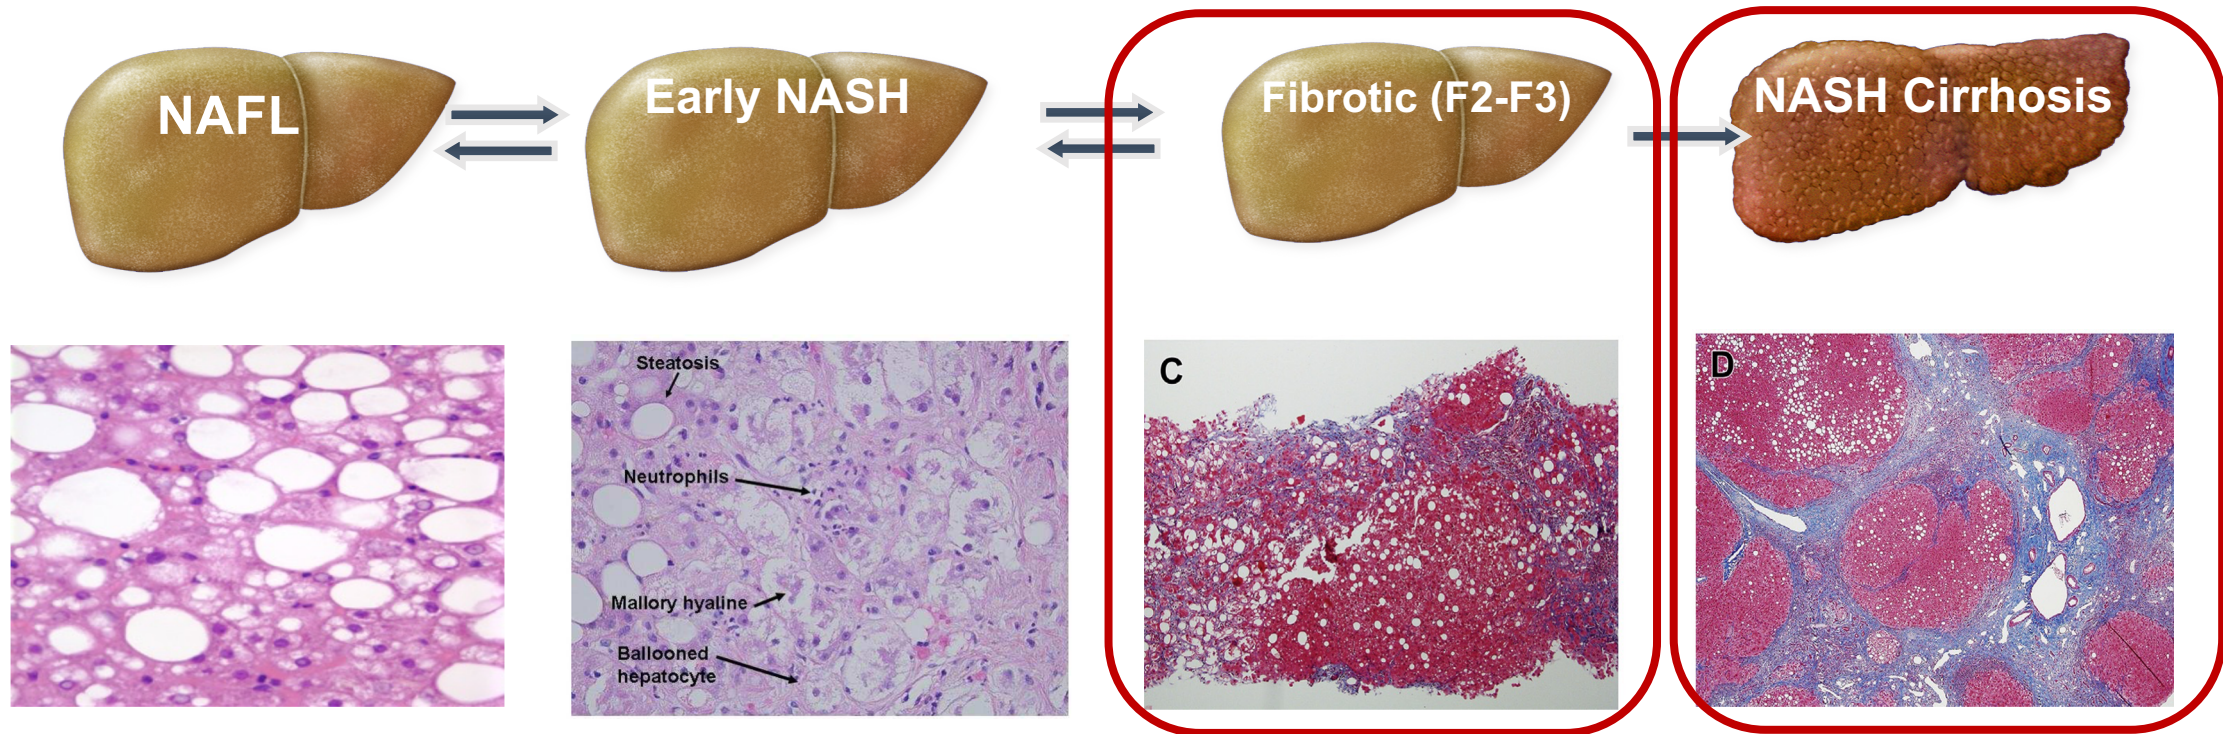 NAFL
Early NASH
Fibrotic (F2-F3)
NASH Cirrhosis
Steatosis
Neutrophils
Mallory hyaline
Ballooned
hepatocyte
C
D